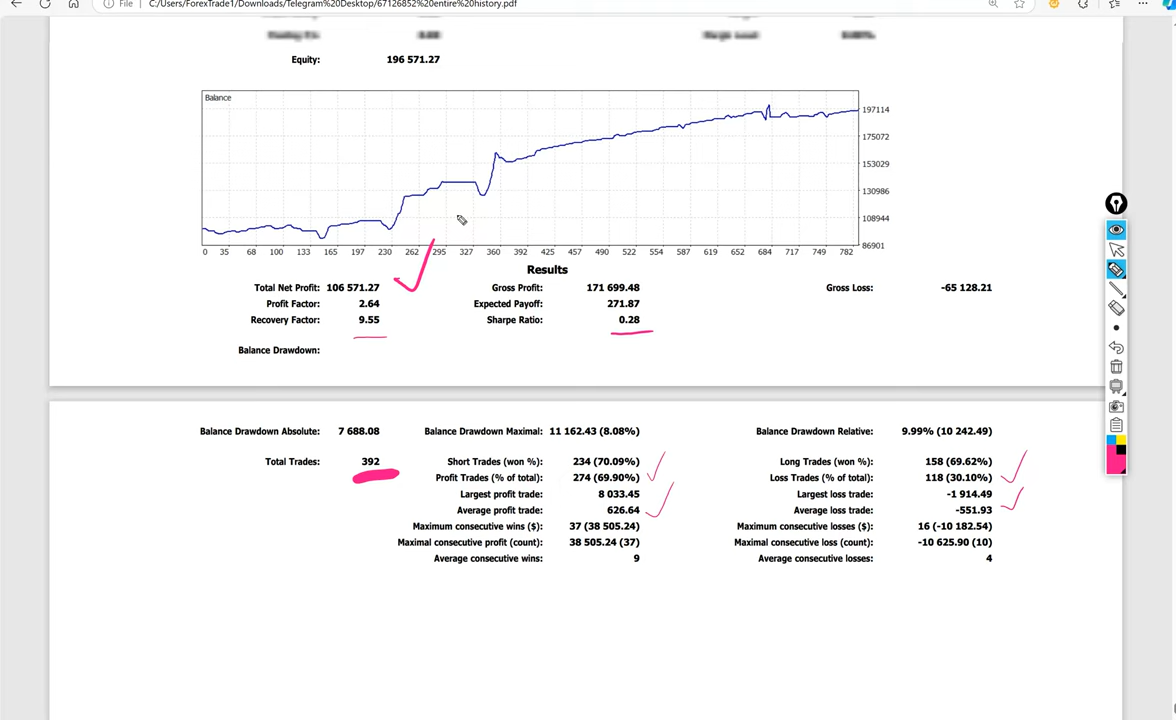 File C:/Users/ForexTrade1/Downloads/Telegram%20Desktop/67126852%20entire%20history.pdf
Equity: 196 571.27
Balance
197114
175072
153029
130986
108944
86901
0 35 68 100 133 165 197 230 262 295 327 360 392 425 457 490 522 554 587 619 652 684 717 749 782
Results
Total Net Profit: 106 571.27 Gross Profit: 171 699.48 Gross Loss: -65 128.21
Profit Factor: 2.64 Expected Payoff: 271.87
Recovery Factor: 9.55 Sharpe Ratio: 0.28
Balance Drawdown:
Balance Drawdown Absolute: 7 688.08 Balance Drawdown Maximal: 11 162.43 (8.08%) Balance Drawdown Relative: 9.99% (10 242.49)
Total Trades: 392 Short Trades (won %): 234 (70.09%) Long Trades (won %): 158 (69.62%)
Profit Trades (% of total): 274 (69.90%) Loss Trades (% of total): 118 (30.10%)
Largest profit trade: 8 033.45 Largest loss trade: -1 914.49
Average profit trade: 626.64 Average loss trade: -551.93
Maximum consecutive wins ($): 37 (38 505.24) Maximum consecutive losses ($): 16 (-10 182.54)
Maximal consecutive profit (count): 38 505.24 (37) Maximal consecutive loss (count): -10 625.90 (10)
Average consecutive wins: 9 Average consecutive losses: 4